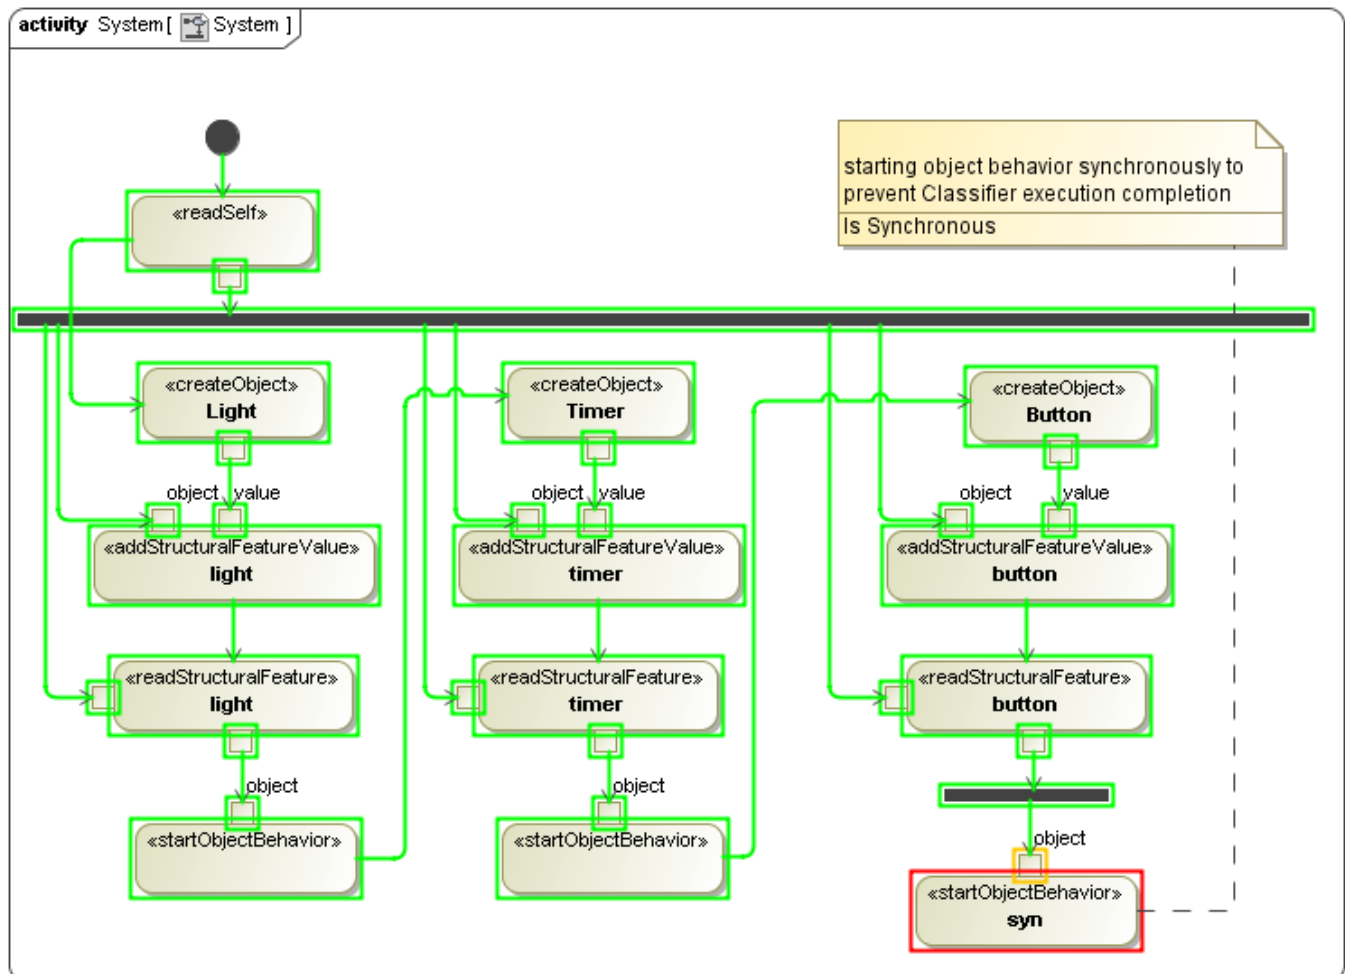 activity System [ System ]
starting object behavior synchronously to
prevent Classifier execution completion
Is Synchronous
«readSelf»
«createObject»
Light
«createObject»
Timer
«createObject»
Button
object value
object value
object value
«addStructuralFeatureValue»
light
«addStructuralFeatureValue»
timer
«addStructuralFeatureValue»
button
«readStructuralFeature»
light
«readStructuralFeature»
timer
«readStructuralFeature»
button
object
object
object
«startObjectBehavior»
«startObjectBehavior»
«startObjectBehavior»
syn